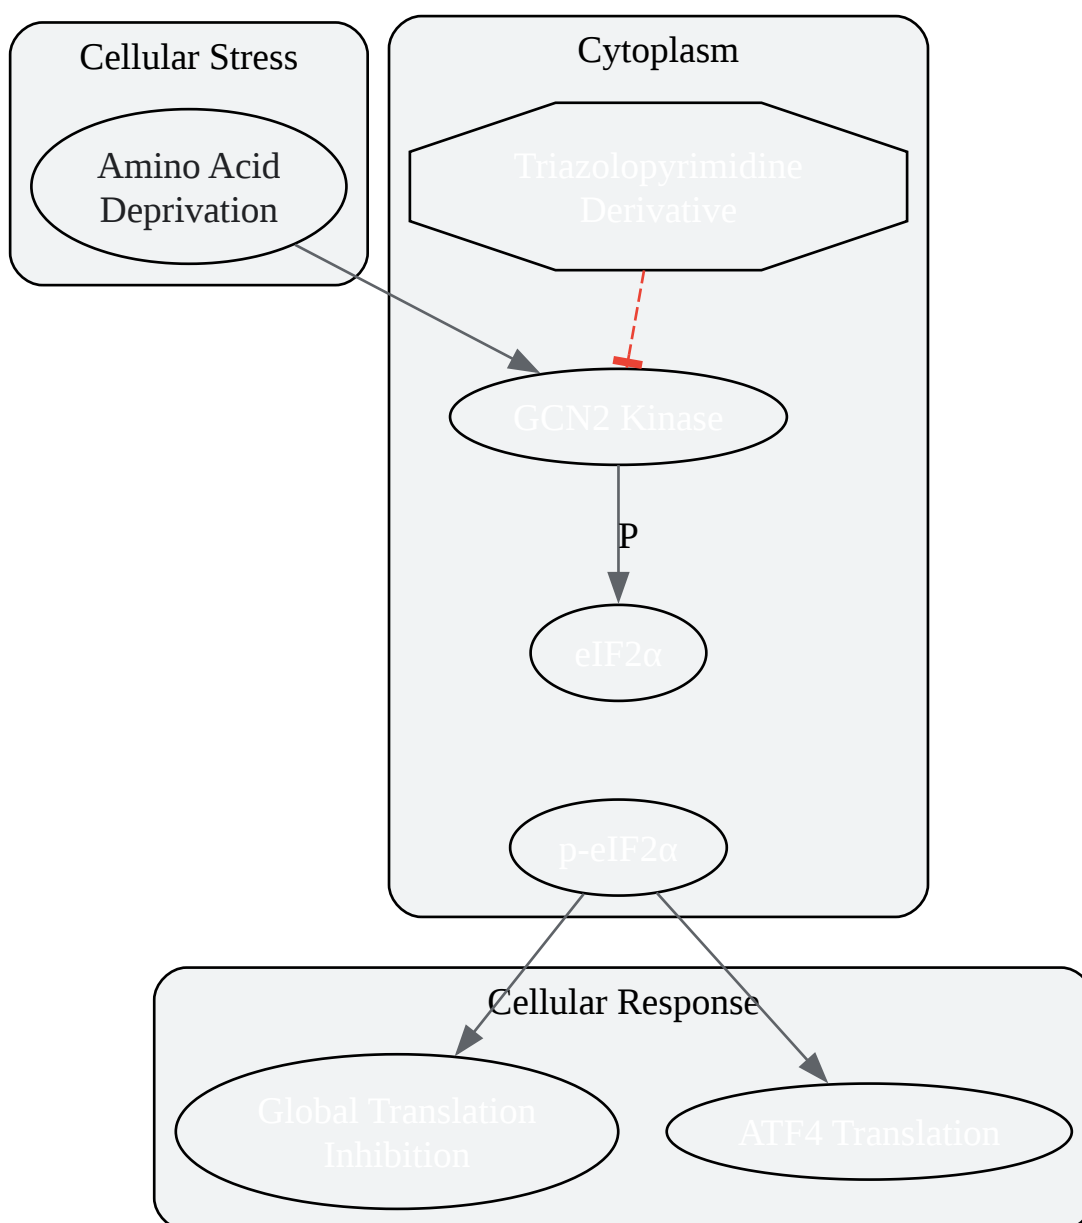 Cellular Stress
Amino Acid
Deprivation
Cytoplasm
Triazolopyrimidine
Derivative
GCN2 Kinase
P
eIF2α
p-eIF2α
Cellular Response
Global Translation
Inhibition
ATF4 Translation